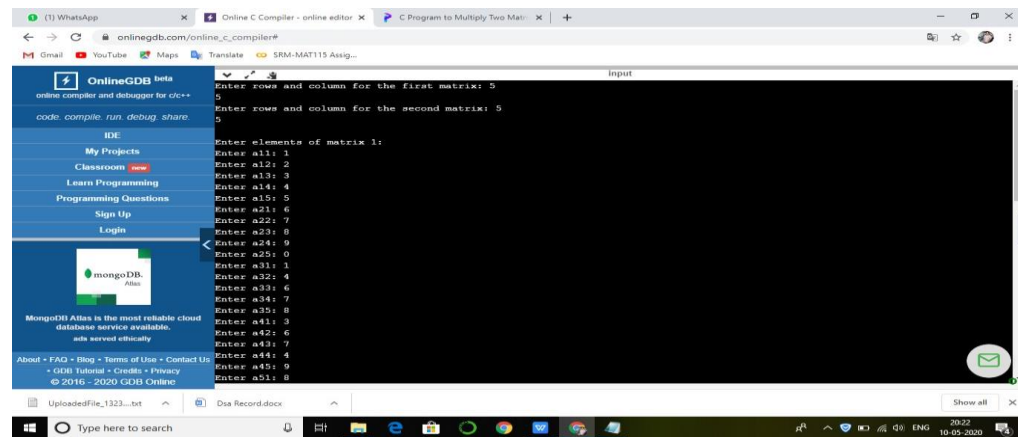 (1) WhatsApp
Online C Compiler - online editor
C Program to Multiply Two Matri
onlinegdb.com/online_c_compiler#
Gmail YouTube Maps Translate SRM-MAT115 Assig...
OnlineGDB beta
online compiler and debugger for c/c++
code. compile. run. debug. share.
IDE
My Projects
Classroom new
Learn Programming
Programming Questions
Sign Up
Login
mongoDB.
Atlas
MongoDB Atlas is the most reliable cloud
database service available.
ads served ethically
About • FAQ • Blog • Terms of Use • Contact Us
• GDB Tutorial • Credits • Privacy
© 2016 - 2020 GDB Online
input
Enter rows and column for the first matrix: 5
5
Enter rows and column for the second matrix: 5
5
Enter elements of matrix 1:
Enter a11: 1
Enter a12: 2
Enter a13: 3
Enter a14: 4
Enter a15: 5
Enter a21: 6
Enter a22: 7
Enter a23: 8
Enter a24: 9
Enter a25: 0
Enter a31: 1
Enter a32: 4
Enter a33: 6
Enter a34: 7
Enter a35: 8
Enter a41: 3
Enter a42: 6
Enter a43: 7
Enter a44: 4
Enter a45: 9
Enter a51: 8
UploadedFile_1323....txt
Dsa Record.docx
Show all
Type here to search
ENG
20:22
10-05-2020
4